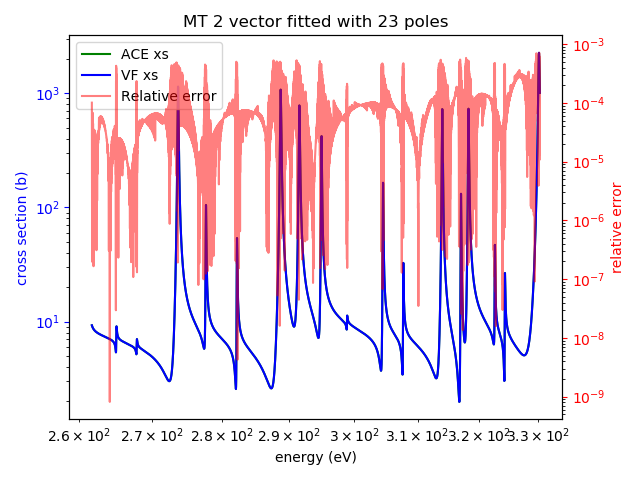 MT 2 vector fitted with 23 poles
ACE xs
VF xs
Relative error
cross section (b)
10³
10²
10¹
relative error
10⁻³
10⁻⁴
10⁻⁵
10⁻⁶
10⁻⁷
10⁻⁸
10⁻⁹
2.6 × 10² 2.7 × 10² 2.8 × 10² 2.9 × 10² 3 × 10² 3.1 × 10² 3.2 × 10² 3.3 × 10²
energy (eV)